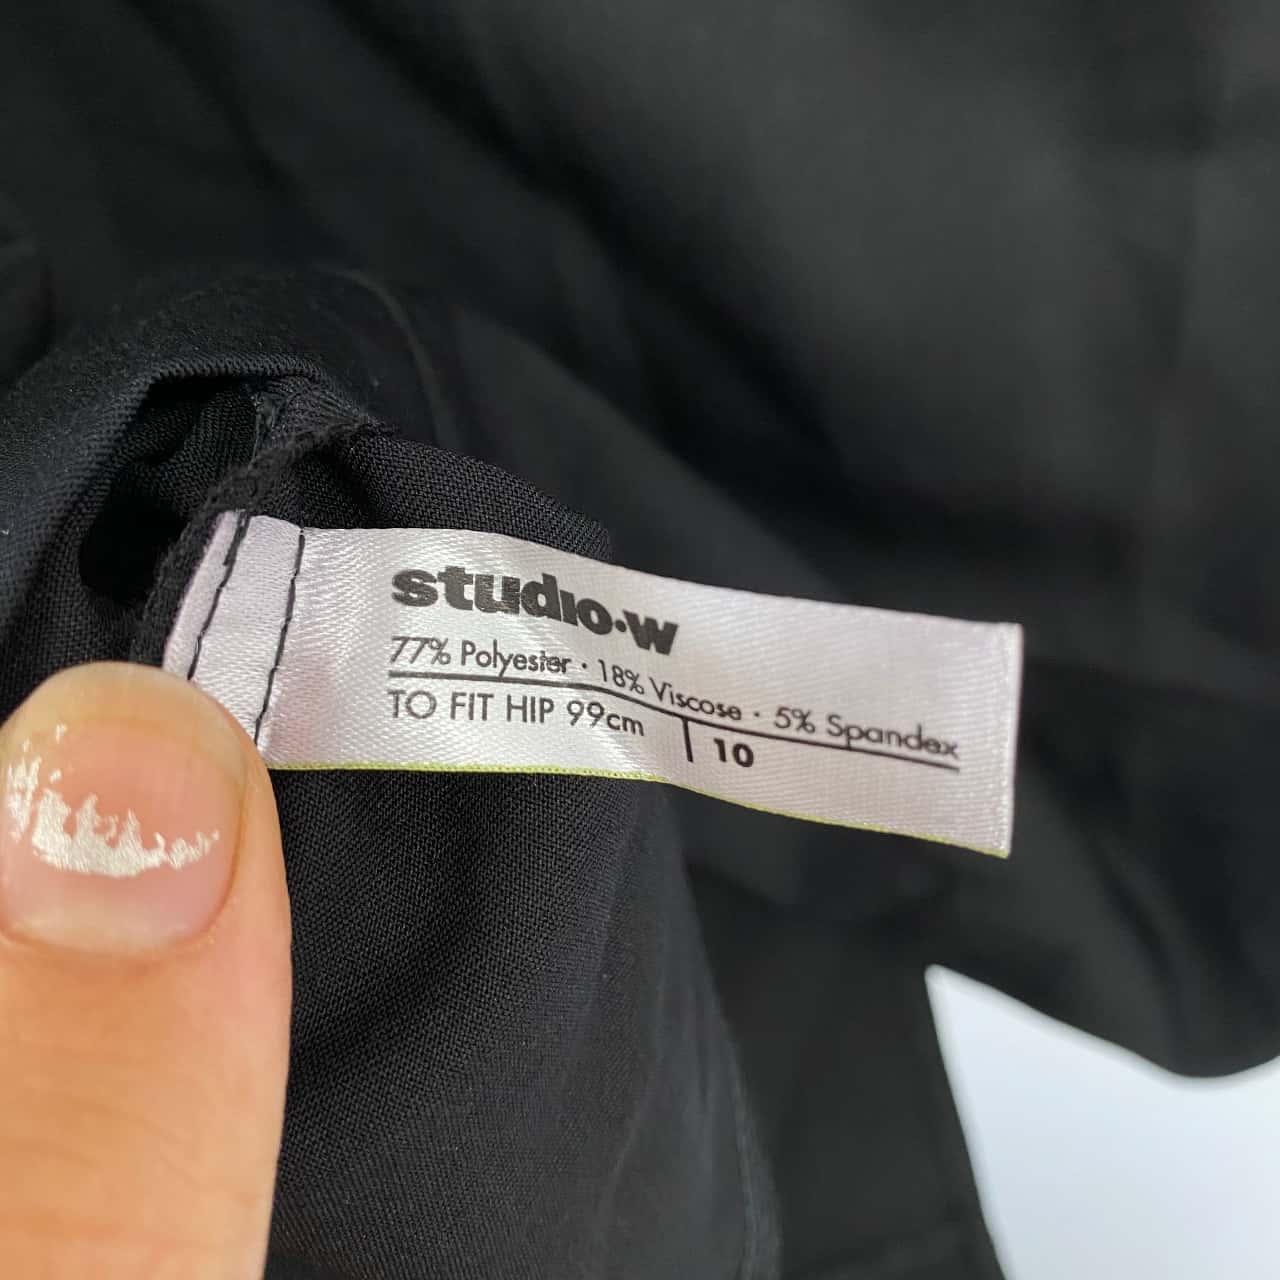 studio.w
77% Polyester · 18% Viscose · 5% Spandex
TO FIT HIP 99cm | 10